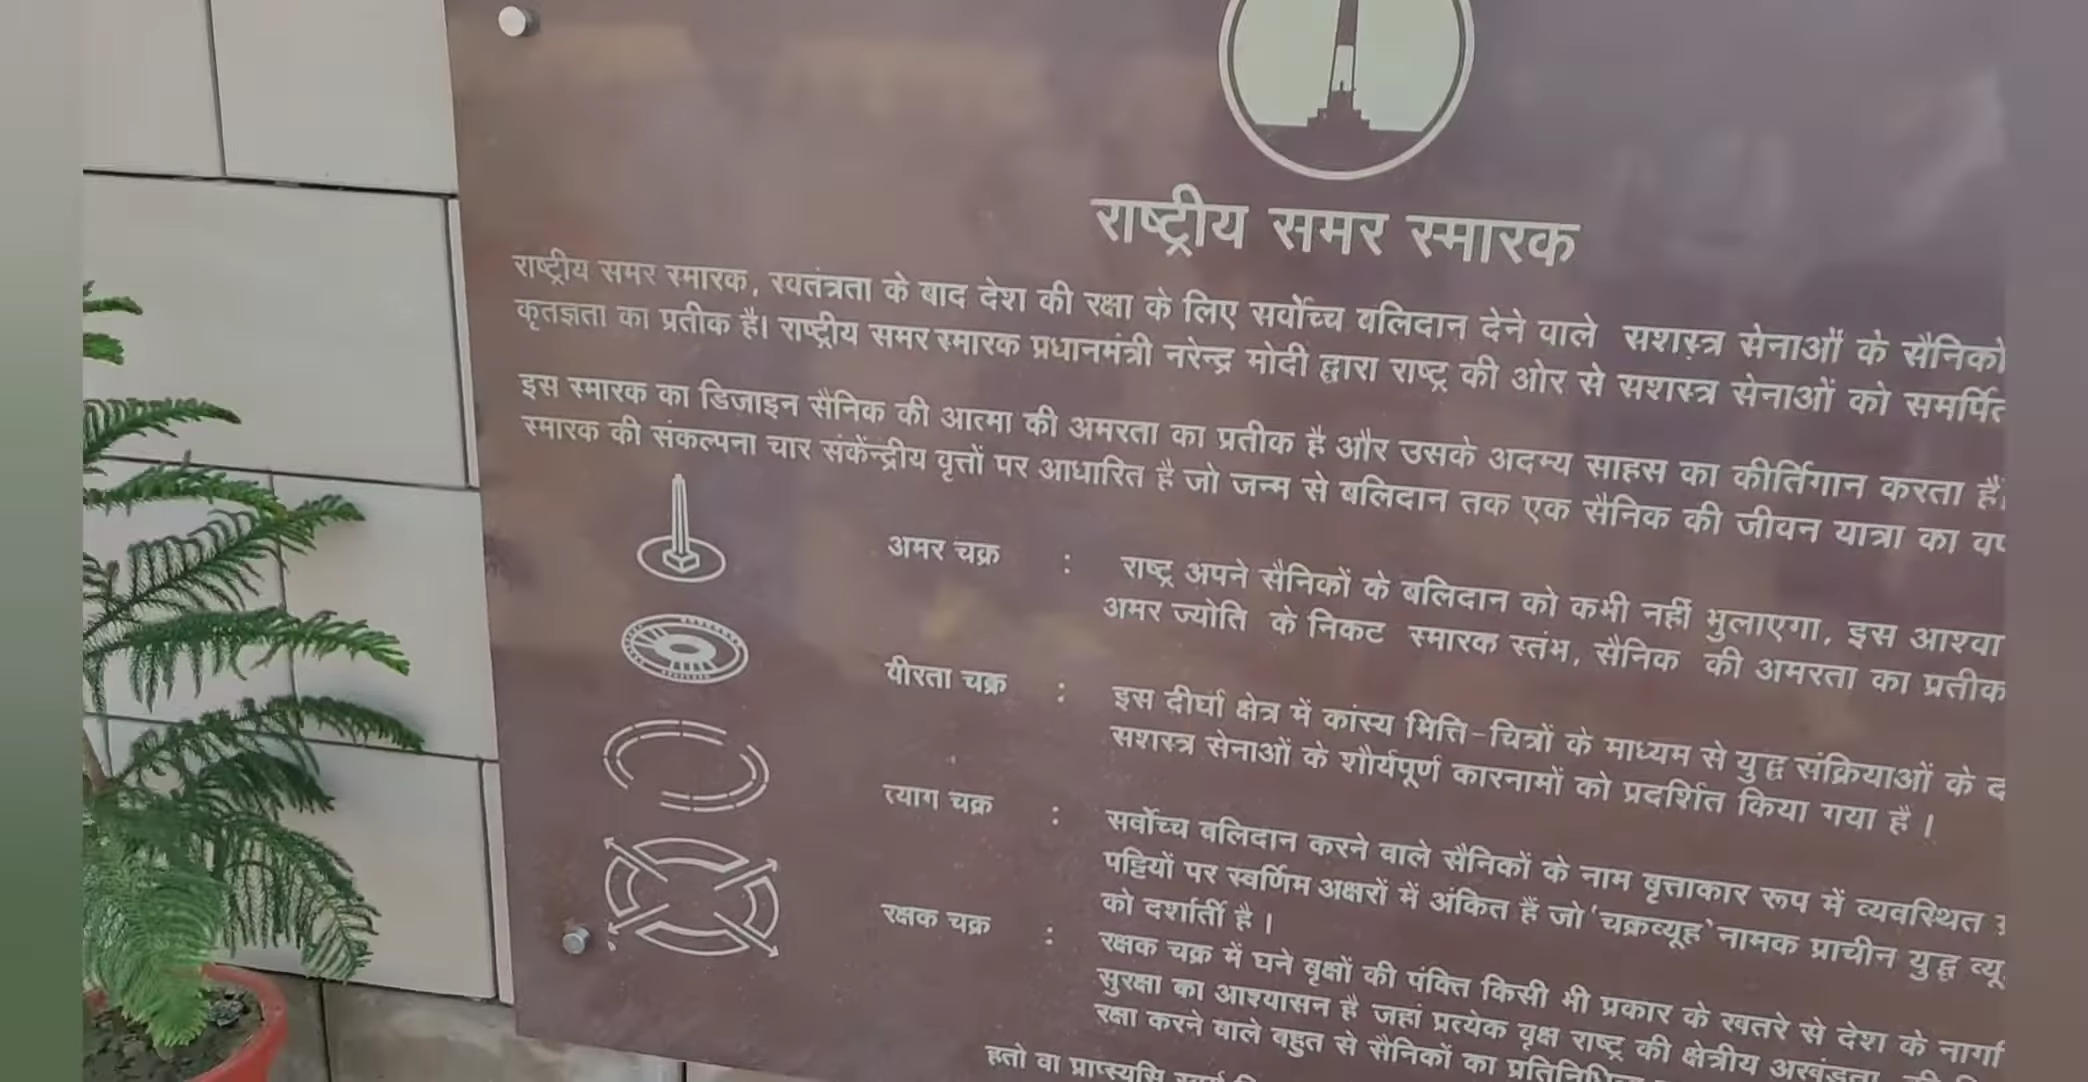 राष्ट्रीय समर स्मारक
राष्ट्रीय समर स्मारक, स्वतंत्रता के बाद देश की रक्षा के लिए सर्वोच्च बलिदान देने वाले सशस्त्र सेनाओं के सैनिकों
कृतज्ञता का प्रतीक है। राष्ट्रीय समर स्मारक प्रधानमंत्री नरेन्द्र मोदी द्वारा राष्ट्र की ओर से सशस्त्र सेनाओं को समर्पित
इस स्मारक का डिजाइन सैनिक की आत्मा की अमरता का प्रतीक है और उसके अदम्य साहस का कीर्तिगान करता है।
स्मारक की संकल्पना चार संकेंन्द्रीय वृत्तों पर आधारित है जो जन्म से बलिदान तक एक सैनिक की जीवन यात्रा का
अमर चक्र : राष्ट्र अपने सैनिकों के बलिदान को कभी नहीं भुलाएगा, इस
अमर ज्योति के निकट स्मारक स्तंभ, सैनिक की अमरता का प्रतीक
वीरता चक्र : इस दीर्घा क्षेत्र में कांस्य भित्ति-चित्रों के माध्यम से युद्ध संक्रियाओं के
सशस्त्र सेनाओं के शौर्यपूर्ण कारनामों को प्रदर्शित किया गया है ।
त्याग चक्र : सर्वोच्च बलिदान करने वाले सैनिकों के नाम वृत्ताकार रूप में व्यवस्थित
पट्टियों पर स्वर्णिम अक्षरों में अंकित हैं जो 'चक्रव्यूह' नामक प्राचीन युद्ध
को दर्शाती है ।
रक्षक चक्र : रक्षक चक्र में घने वृक्षों की पंक्ति किसी भी प्रकार के खतरे से देश के
सुरक्षा का आश्वासन है जहां प्रत्येक वृक्ष राष्ट्र की क्षेत्रीय अखंडता
रक्षा करने वाले बहुत से सैनिकों का
हतो वा प्राप्स्यसि